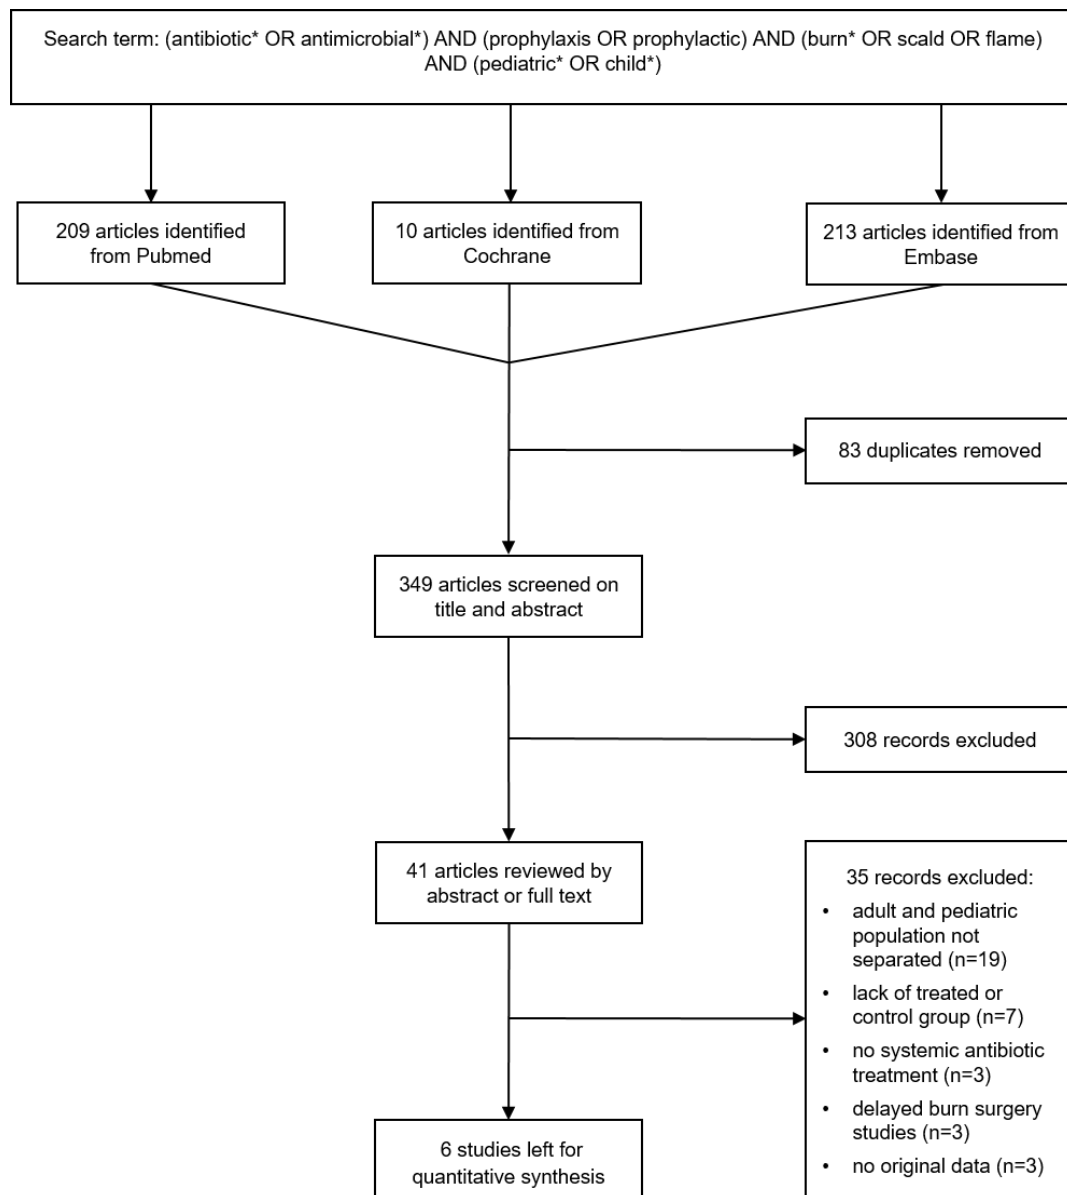 Search term: (antibiotic* OR antimicrobial*) AND (prophylaxis OR prophylactic) AND (burn* OR scald OR flame)
AND (pediatric* OR child*)
209 articles identified
from Pubmed
10 articles identified from
Cochrane
213 articles identified from
Embase
83 duplicates removed
349 articles screened on
title and abstract
308 records excluded
41 articles reviewed by
abstract or full text
35 records excluded:
• adult and pediatric
population not
separated (n=19)
• lack of treated or
control group (n=7)
• no systemic antibiotic
treatment (n=3)
• delayed burn surgery
studies (n=3)
• no original data (n=3)
6 studies left for
quantitative synthesis